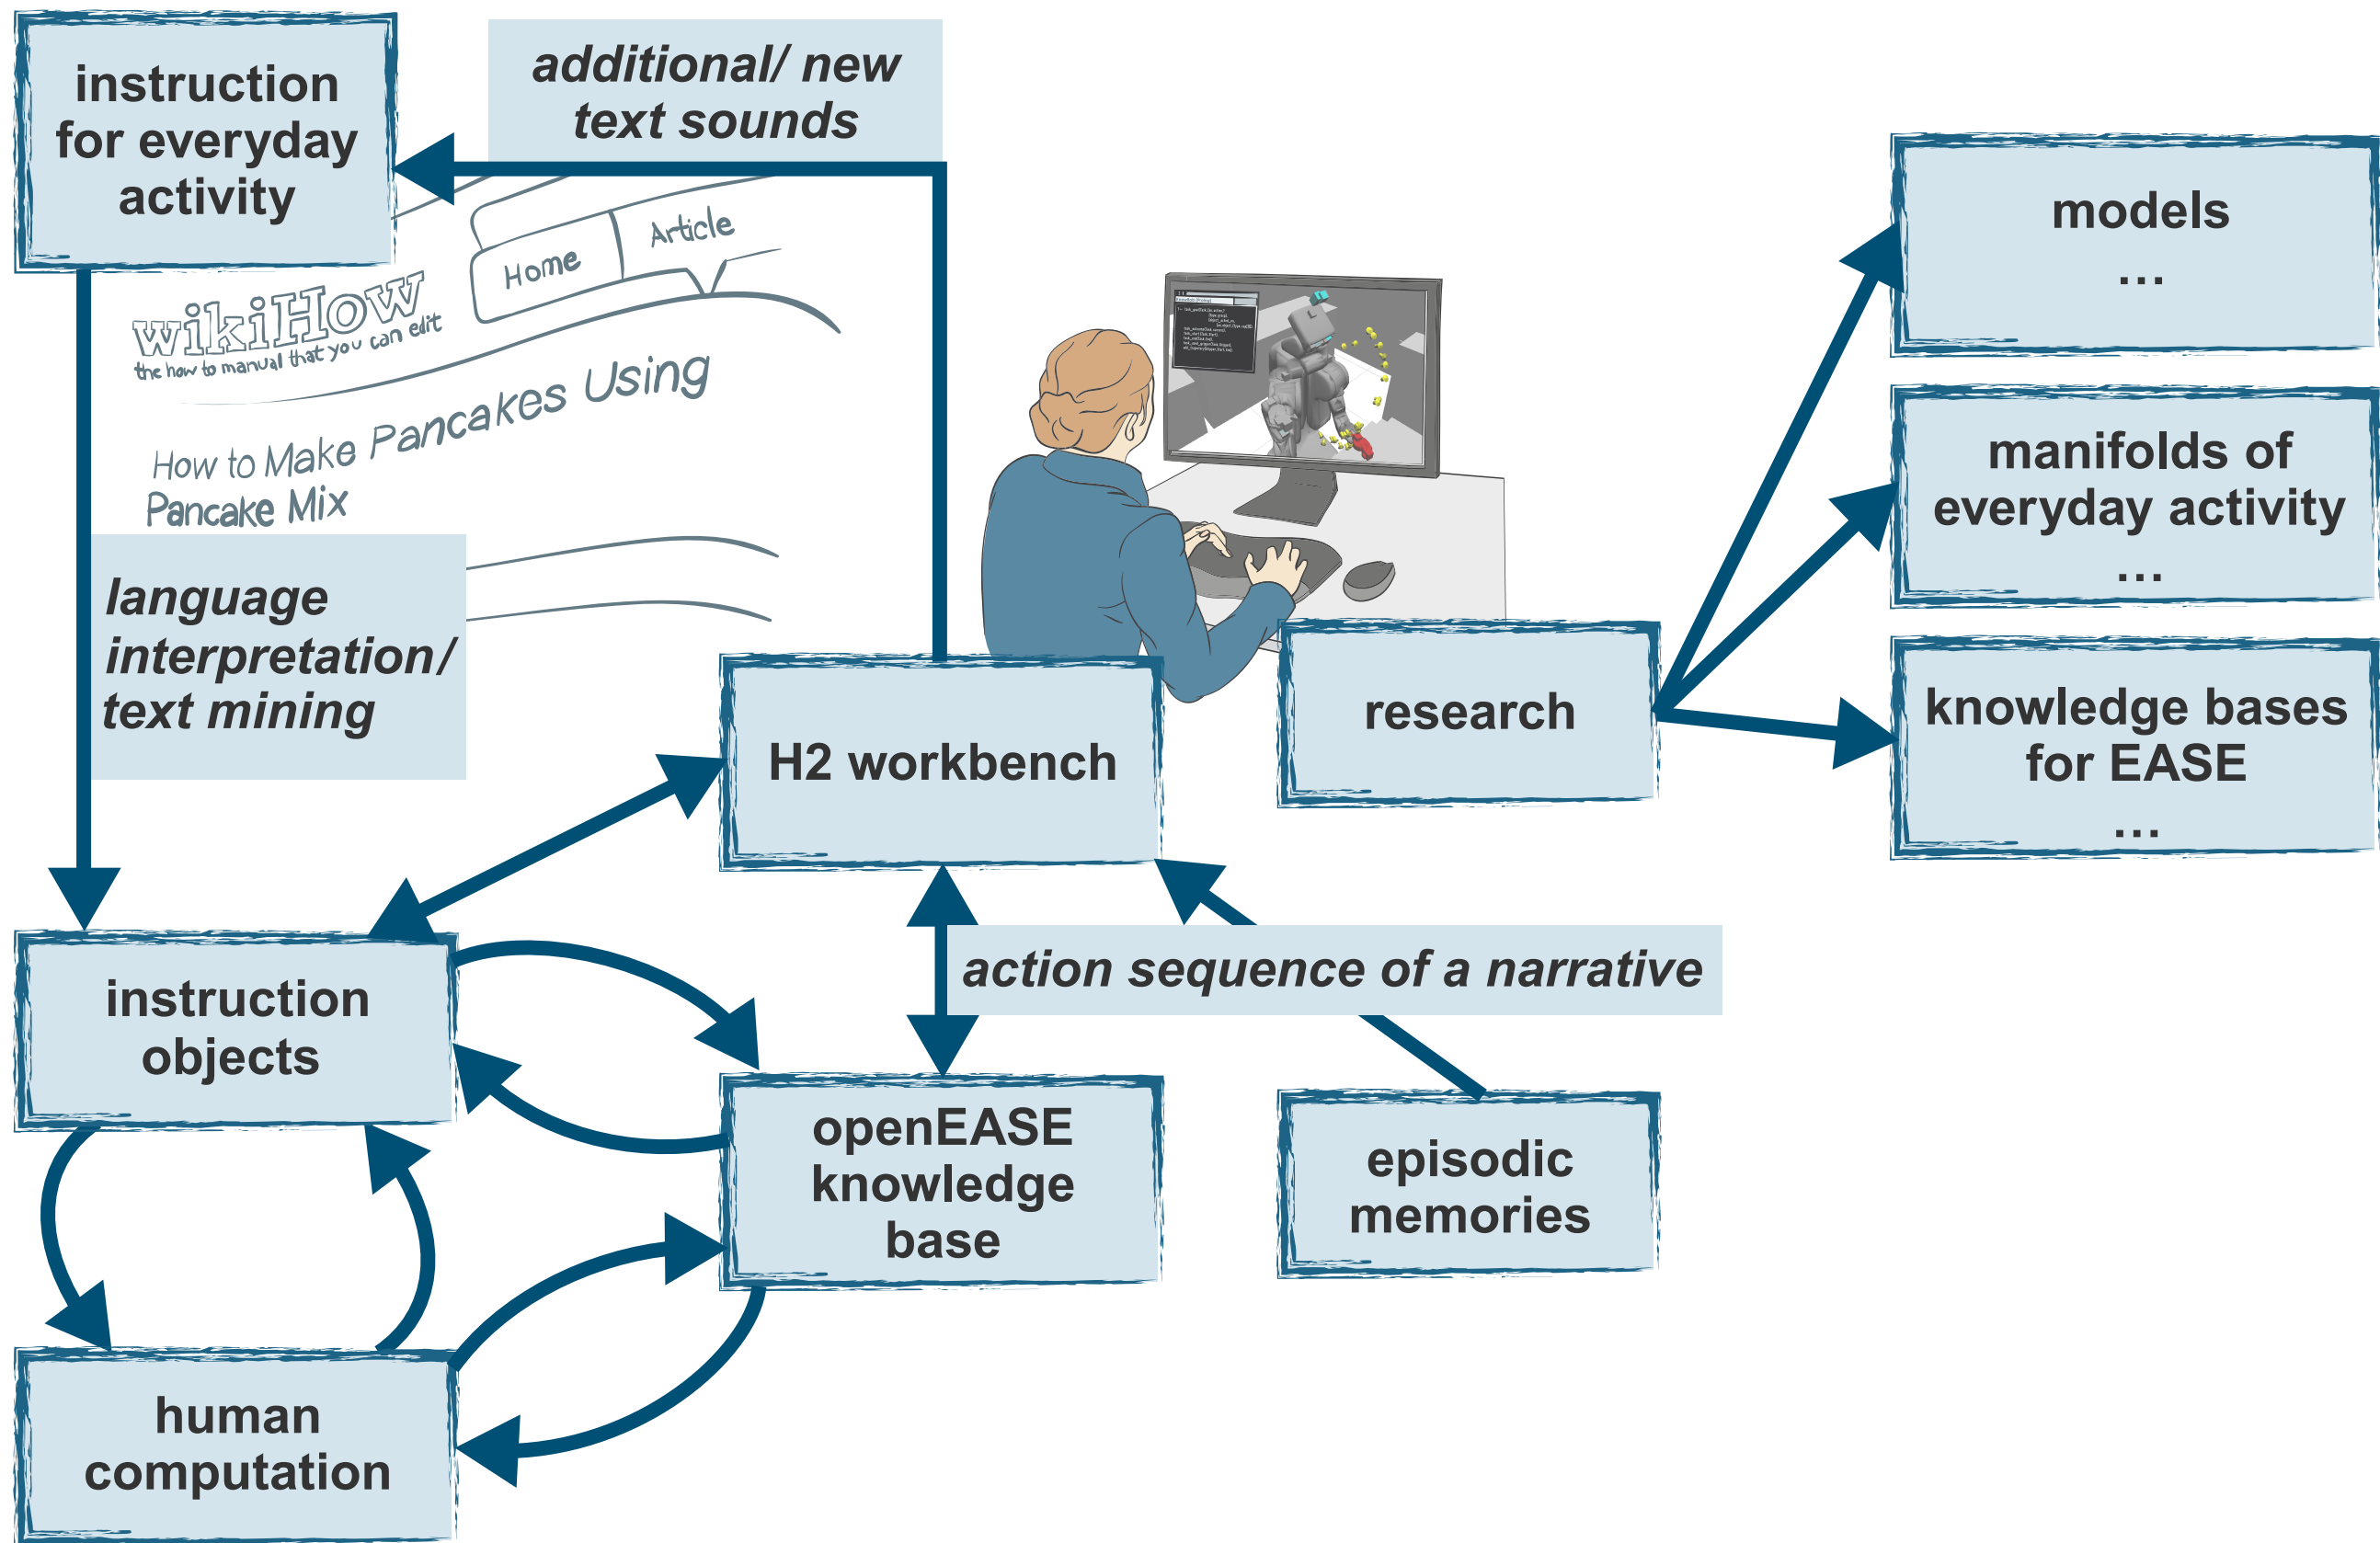 instruction
for everyday
activity
additional/ new
text sounds
Home
Article
wikiHow
the how to manual that you can edit
How to Make Pancakes Using
Pancake Mix
language
interpretation/
text mining
models
...
manifolds of
everyday activity
...
knowledge bases
for EASE
...
research
H2 workbench
action sequence of a narrative
instruction
objects
openEASE
knowledge
base
episodic
memories
human
computation